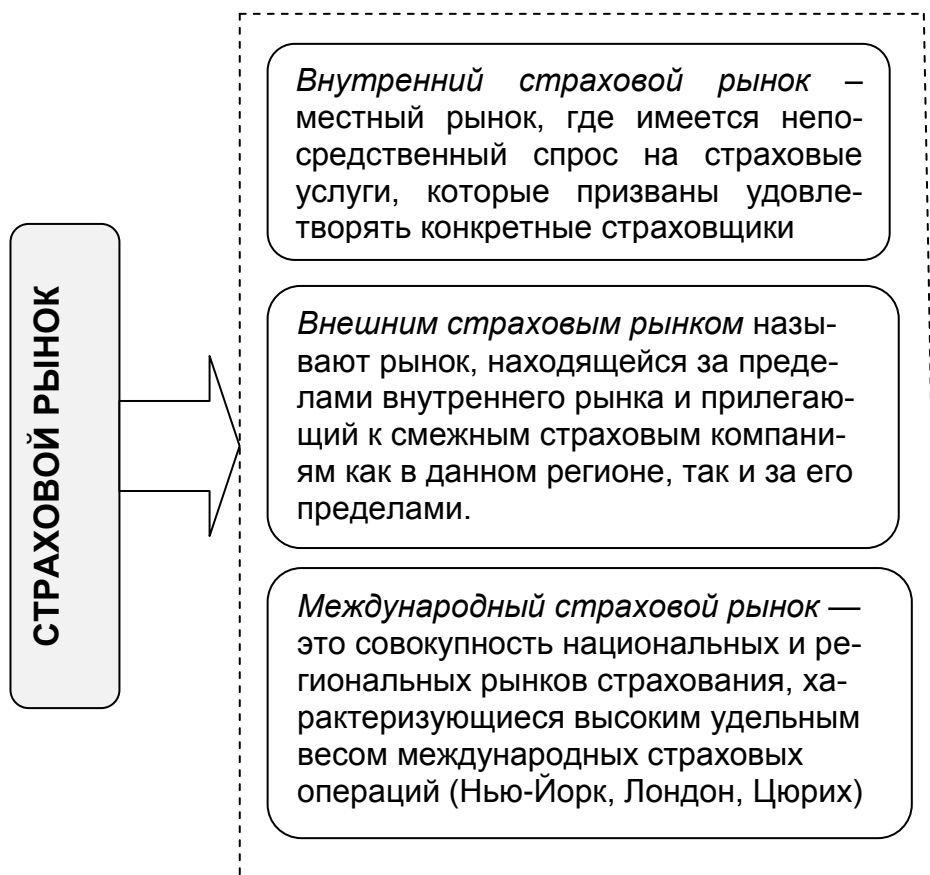 СТРАХОВОЙ РЫНОК
Внутренний страховой рынок –
местный рынок, где имеется непо-
средственный спрос на страховые
услуги, которые призваны удовле-
творять конкретные страховщики
Внешним страховым рынком назы-
вают рынок, находящейся за преде-
лами внутреннего рынка и прилегаю-
щий к смежным страховым компани-
ям как в данном регионе, так и за его
пределами.
Международный страховой рынок —
это совокупность национальных и ре-
гиональных рынков страхования, ха-
рактеризующиеся высоким удельным
весом международных страховых
операций (Нью-Йорк, Лондон, Цюрих)